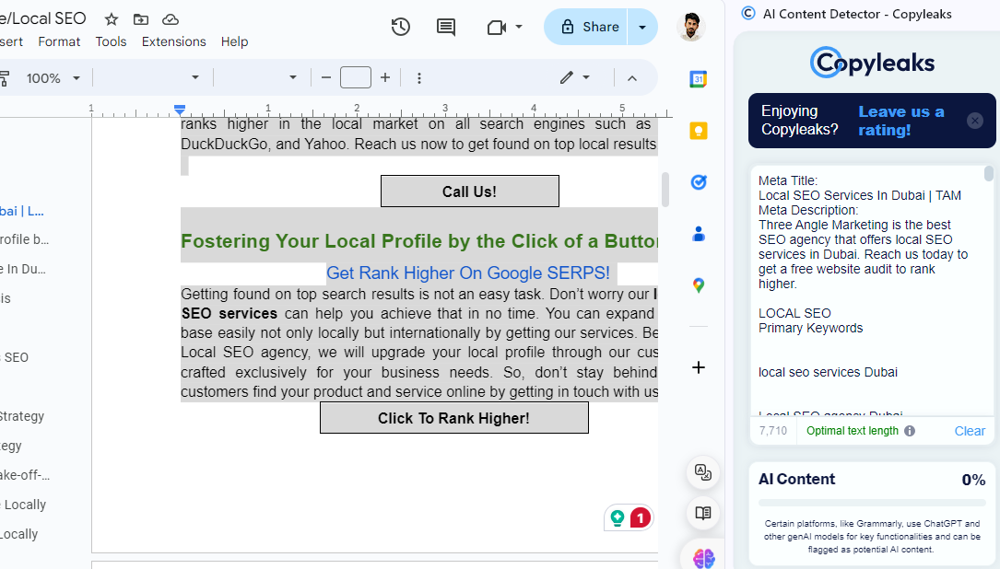 e/Local SEO
sert Format Tools Extensions Help
Share
100%
1 1 2 3 4 5
bai | L...
rofile b...
e In Du...
is
SEO
Strategy
egy
ake-off-...
Locally
Locally
ranks higher in the local market on all search engines such as
DuckDuckGo, and Yahoo. Reach us now to get found on top local results
Call Us!
Fostering Your Local Profile by the Click of a Button
Get Rank Higher On Google SERPS!
Getting found on top search results is not an easy task. Don’t worry our l
SEO services can help you achieve that in no time. You can expand
base easily not only locally but internationally by getting our services. Be
Local SEO agency, we will upgrade your local profile through our cus
crafted exclusively for your business needs. So, don’t stay behind
customers find your product and service online by getting in touch with us
Click To Rank Higher!
1
31
AI Content Detector - Copyleaks
Copyleaks
Enjoying Copyleaks? Leave us a rating!
Meta Title:
Local SEO Services In Dubai | TAM
Meta Description:
Three Angle Marketing is the best
SEO agency that offers local SEO
services in Dubai. Reach us today to
get a free website audit to rank
higher.
LOCAL SEO
Primary Keywords
local seo services Dubai
Local SEO agency Dubai
7,710 Optimal text length Clear
AI Content 0%
Certain platforms, like Grammarly, use ChatGPT and
other genAI models for key functionalities and can be
flagged as potential AI content.